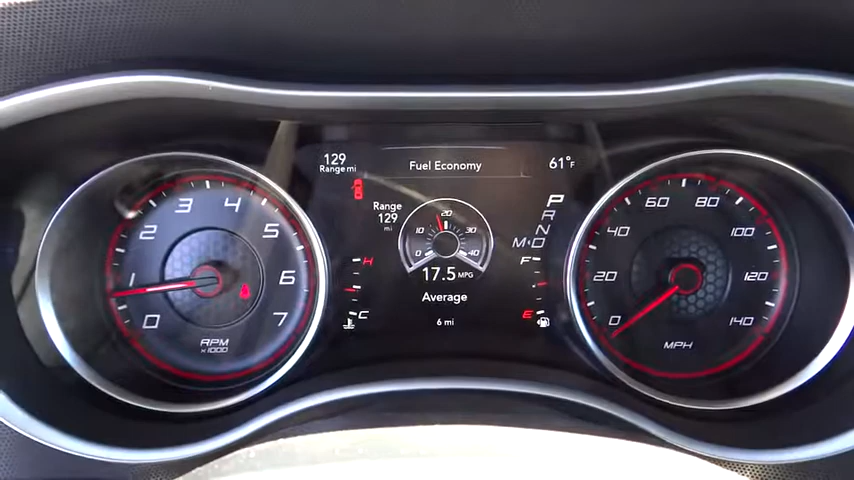 129
Range mi
Fuel Economy
61°F
Range
129
mi
0 10 20 30 40
17.5 MPG
Average
6 mi
P
R
N
M D
H
C
F
E
0 1 2 3 4 5 6 7
RPM
x1000
0 20 40 60 80 100 120 140
MPH